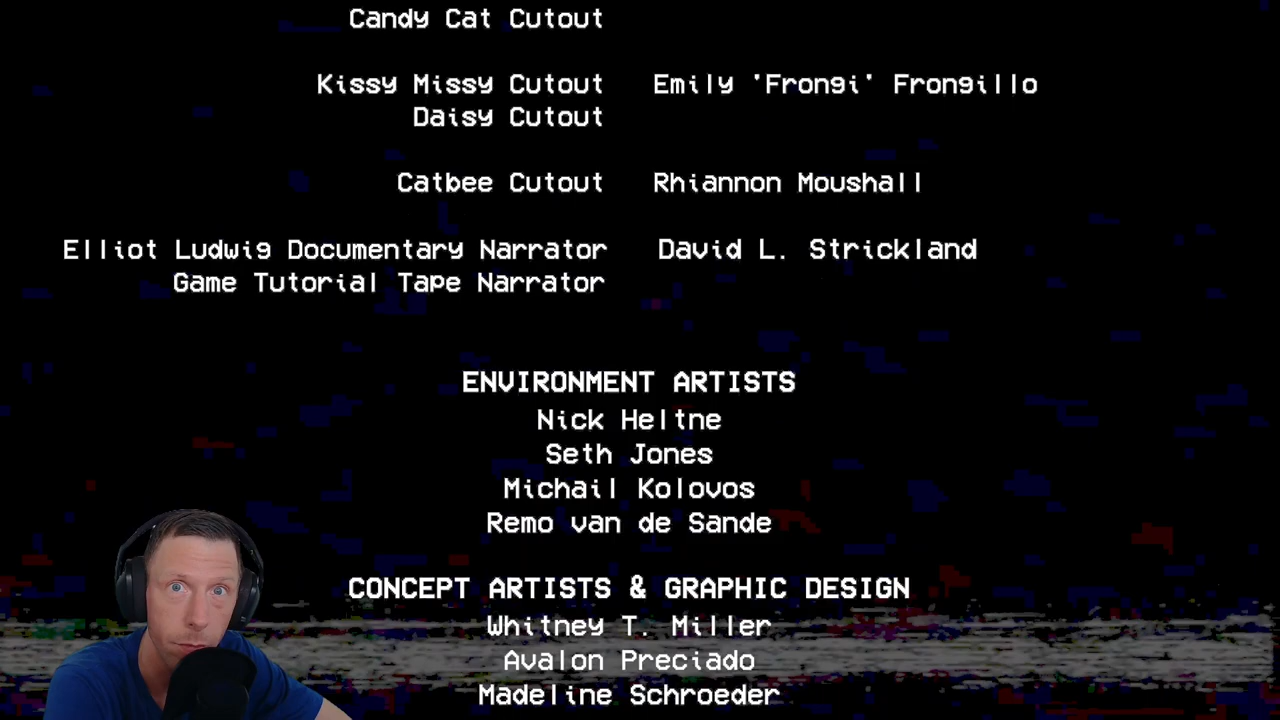 Candy Cat Cutout
Kissy Missy Cutout Emily 'Frongi' Frongillo
Daisy Cutout
Catbee Cutout Rhiannon Moushall
Elliot Ludwig Documentary Narrator David L. Strickland
Game Tutorial Tape Narrator
ENVIRONMENT ARTISTS
Nick Heltne
Seth Jones
Michail Kolovos
Remo van de Sande
CONCEPT ARTISTS & GRAPHIC DESIGN
Whitney T. Miller
Avalon Preciado
Madeline Schroeder